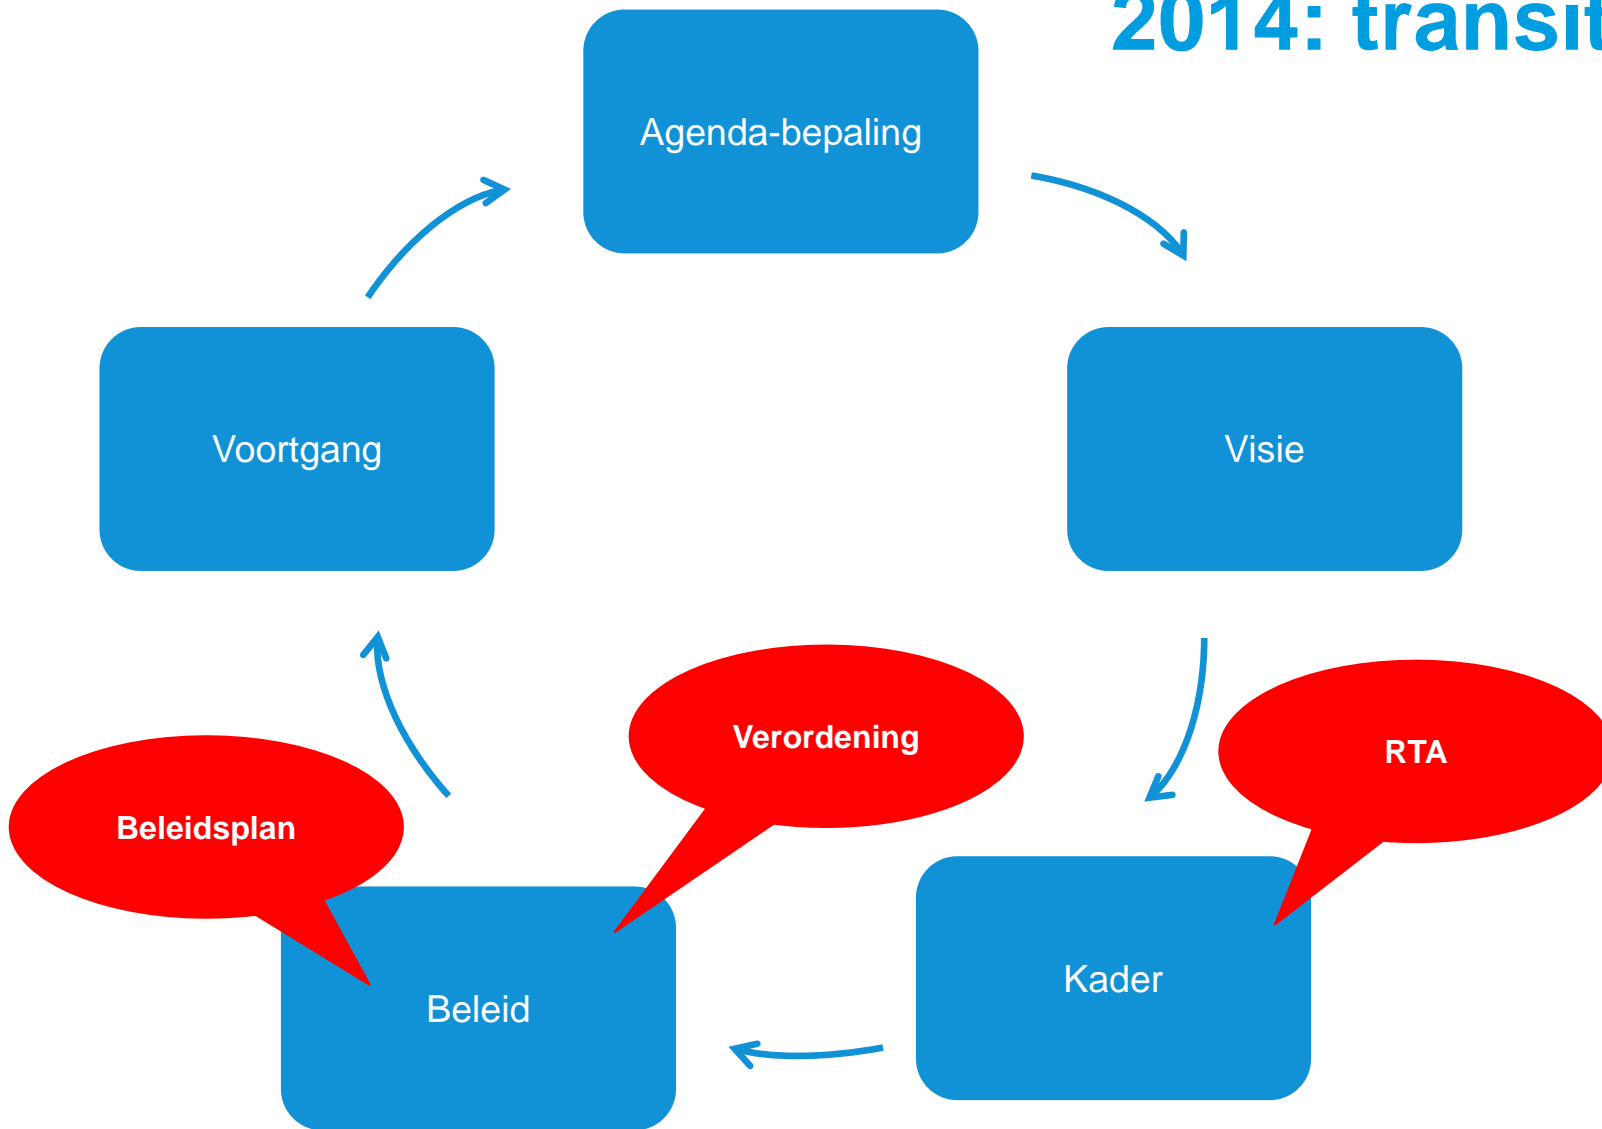 2014: transit
Agenda-bepaling
Voortgang
Visie
Verordening
RTA
Beleidsplan
Kader
Beleid